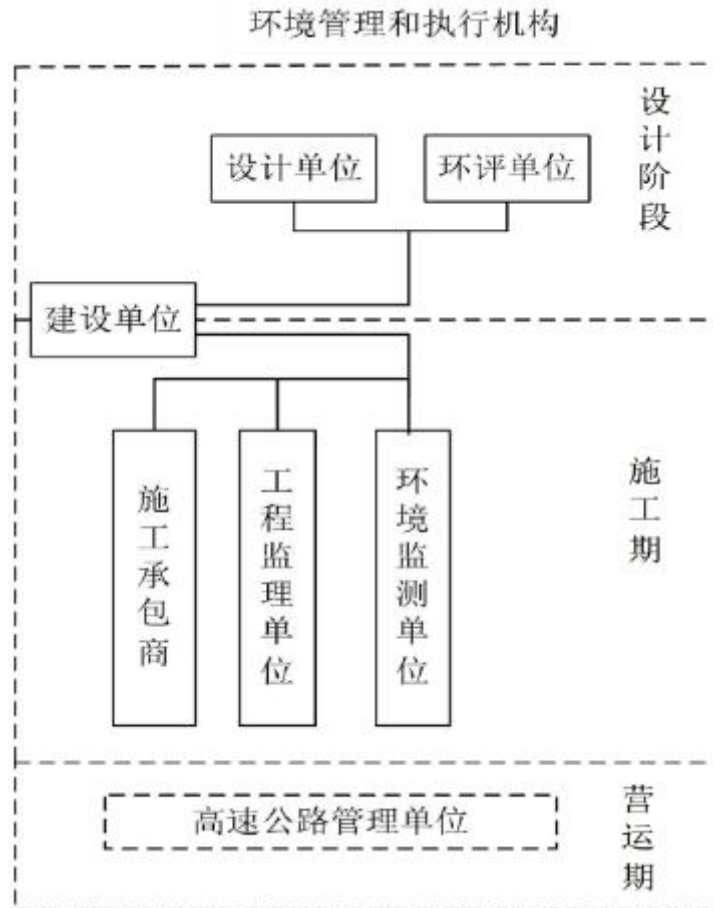 环境管理和执行机构
设计阶段
设计单位
环评单位
建设单位
施工承包商
工程监理单位
环境监测单位
施工期
高速公路管理单位
营运期